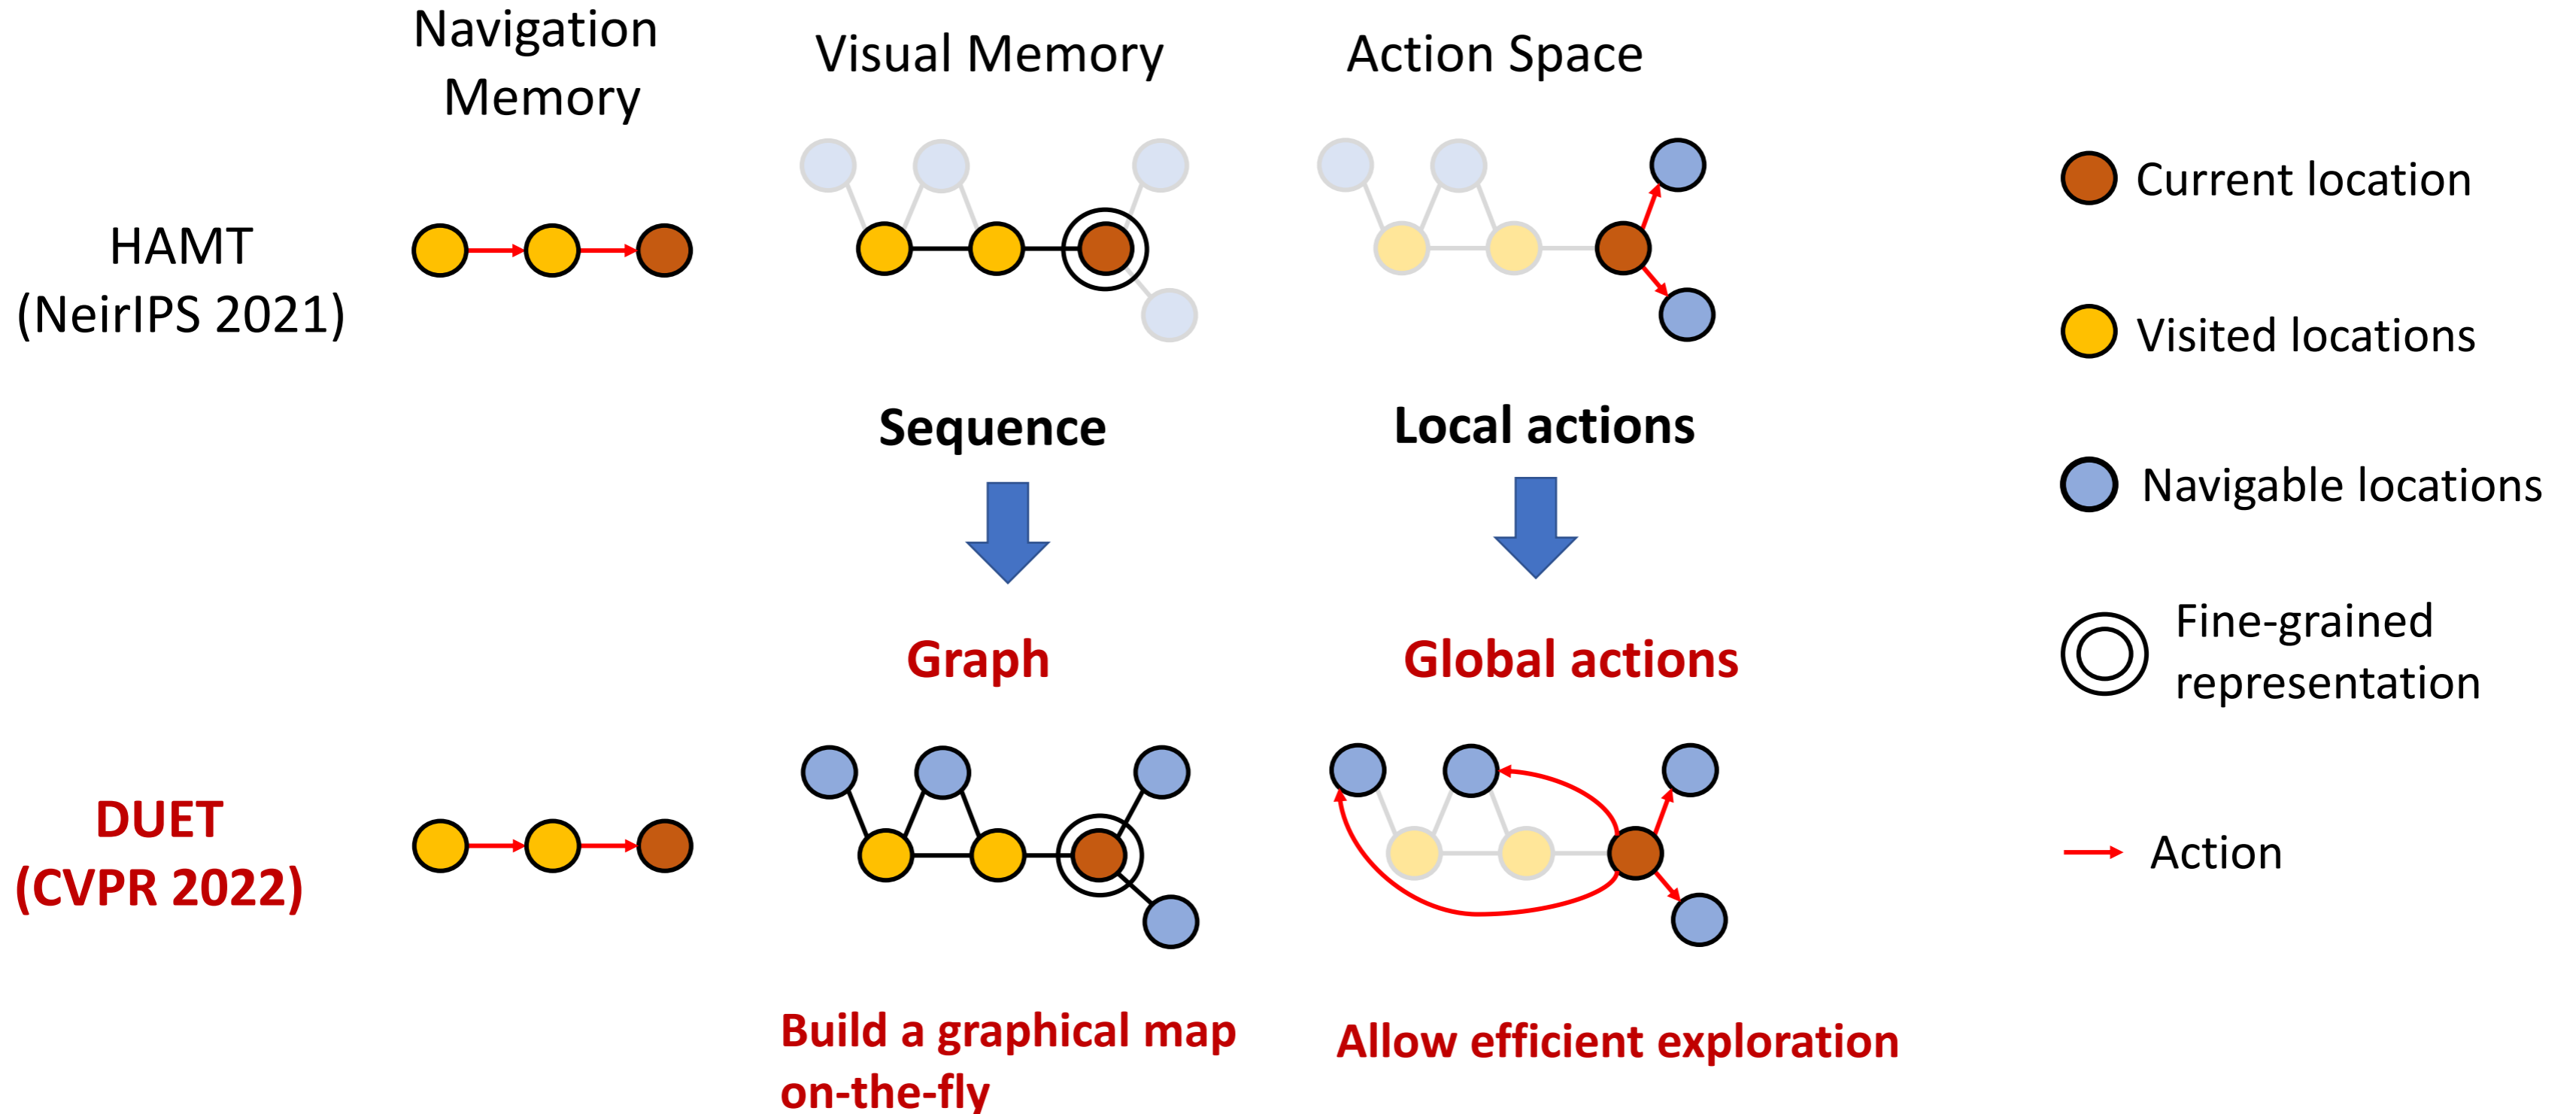 Navigation
Memory
Visual Memory
Action Space
HAMT
(NeirIPS 2021)
Current location
Visited locations
Sequence
Local actions
Navigable locations
Graph
Global actions
Fine-grained
representation
DUET
(CVPR 2022)
Action
Build a graphical map
on-the-fly
Allow efficient exploration